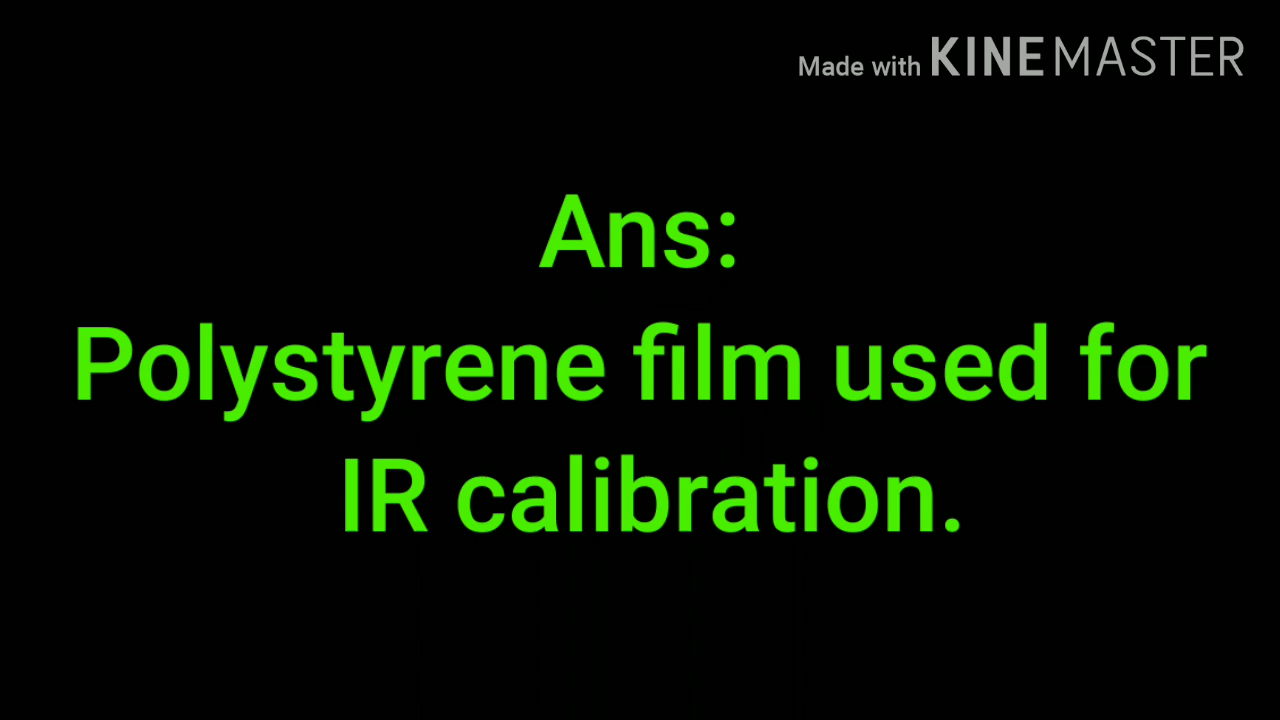 Made with KINEMASTER
Ans:
Polystyrene film used for
IR calibration.